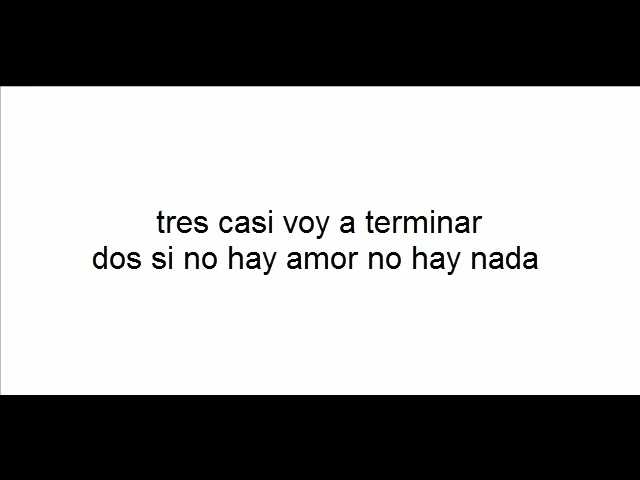 tres casi voy a terminar
dos si no hay amor no hay nada